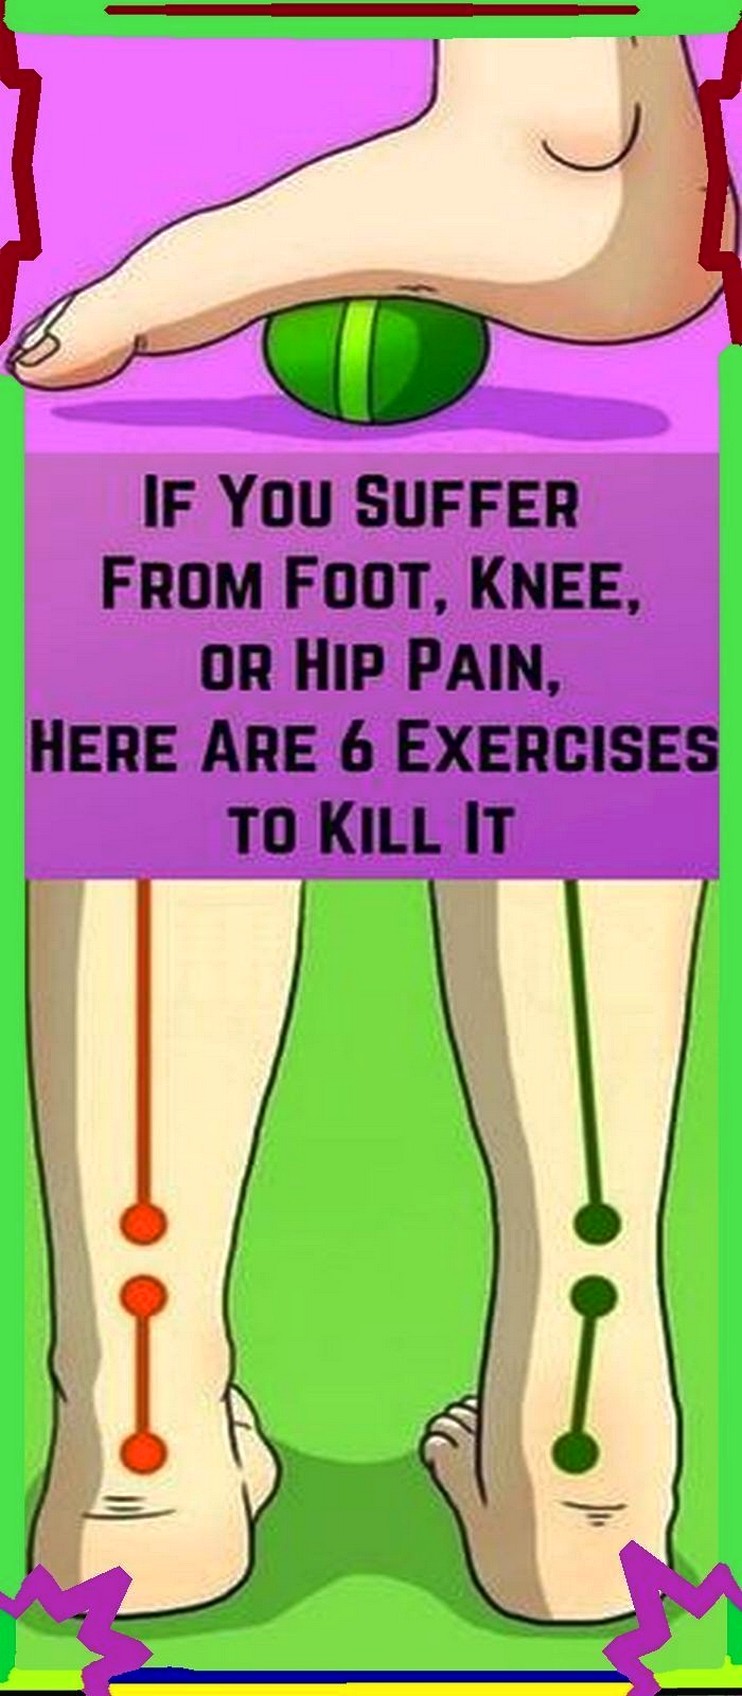 If You Suffer
From Foot, Knee,
or Hip Pain,
Here Are 6 Exercises
to Kill It